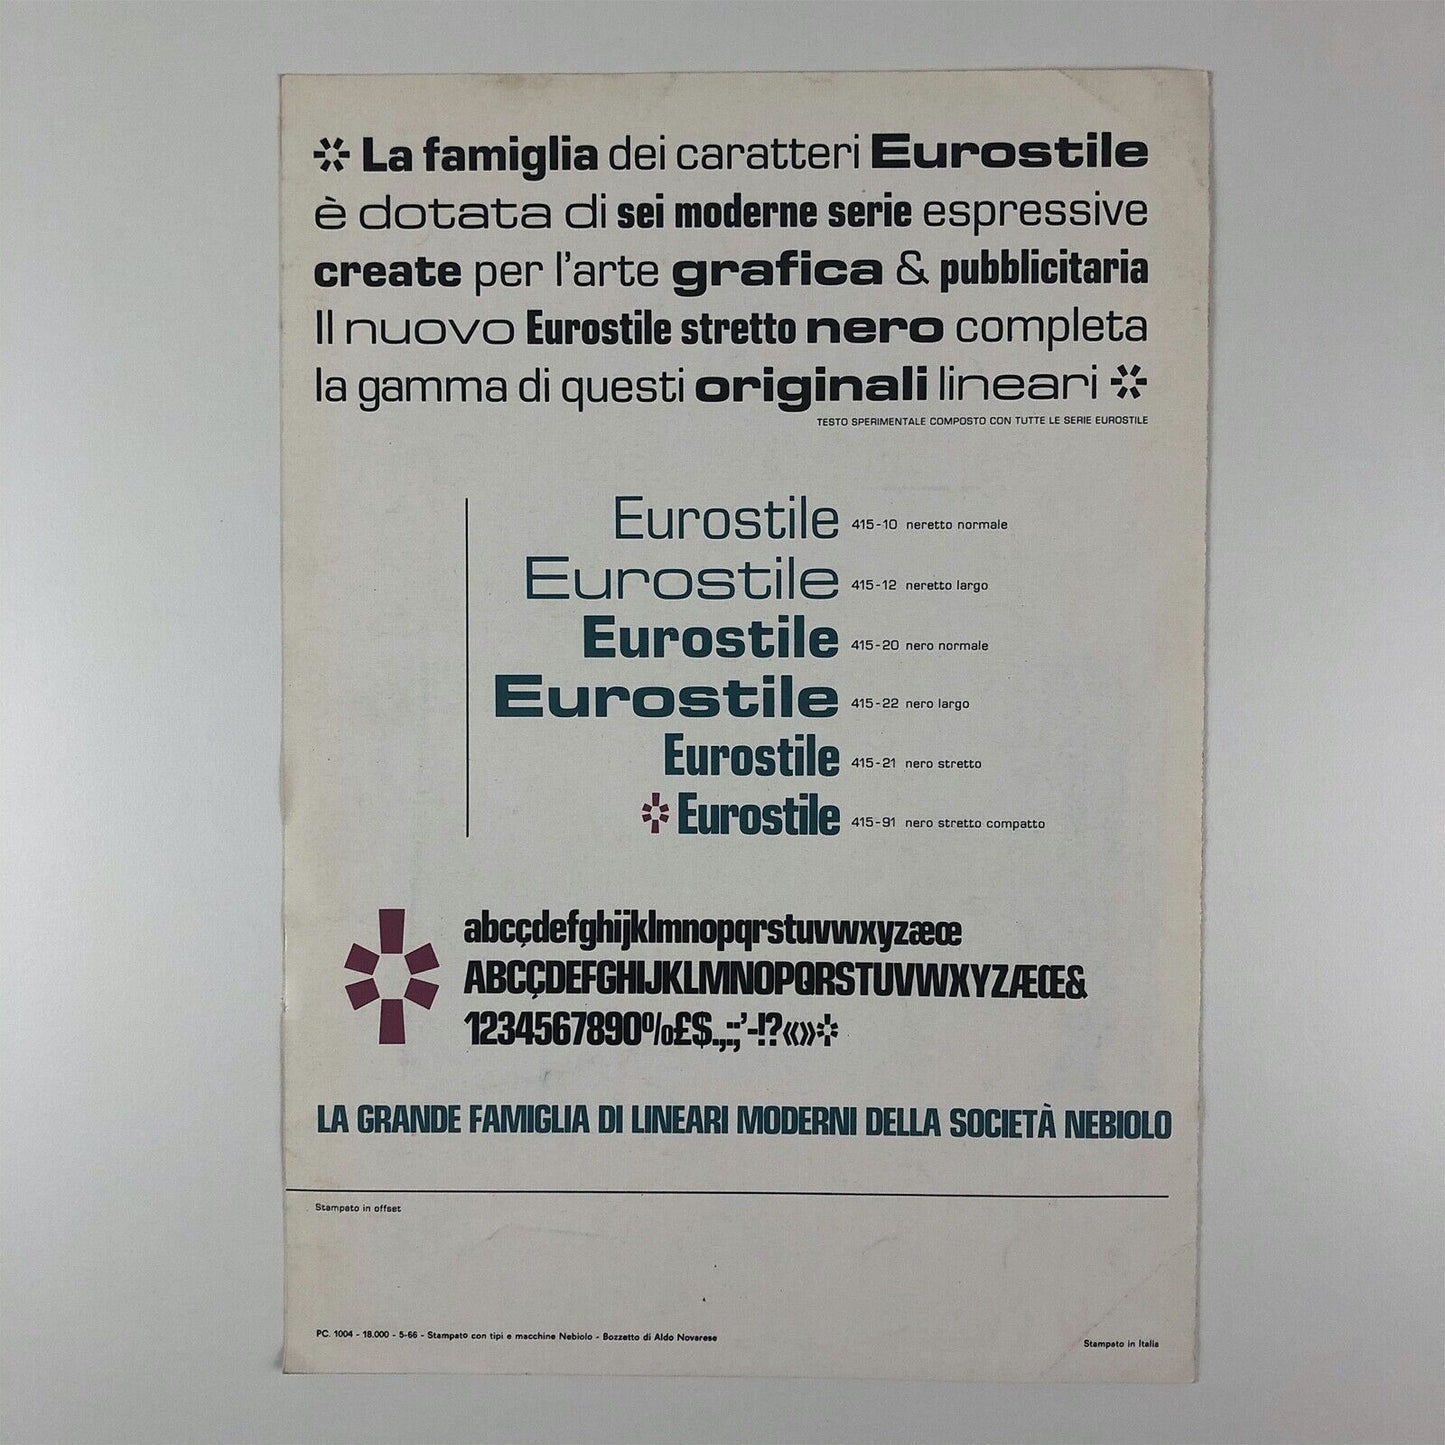 La famiglia dei caratteri Eurostile
è dotata di sei moderne serie espressive
create per l'arte grafica & pubblicitaria
Il nuovo Eurostile stretto nero completa
la gamma di questi originali lineari
TESTO SPERIMENTALE COMPOSTO CON TUTTE LE SERIE EUROSTILE
Eurostile 415-10 neretto normale
Eurostile 415-12 neretto largo
Eurostile 415-20 nero normale
Eurostile 415-22 nero largo
Eurostile 415-21 nero stretto
Eurostile 415-91 nero stretto compatto
abcçdefghijklmnopqrstuvwxyzæœ
ABCÇDEFGHIJKLMNOPQRSTUVWXYZÆŒ&
1234567890%£$.,:;'-!?«»*
LA GRANDE FAMIGLIA DI LINEARI MODERNI DELLA SOCIETÀ NEBIOLO
Stampato in offset
PC. 1004 - 18.000 - 5-66 - Stampato con tipi e macchine Nebiolo - Bozzetto di Aldo Novarese
Stampato in Italia